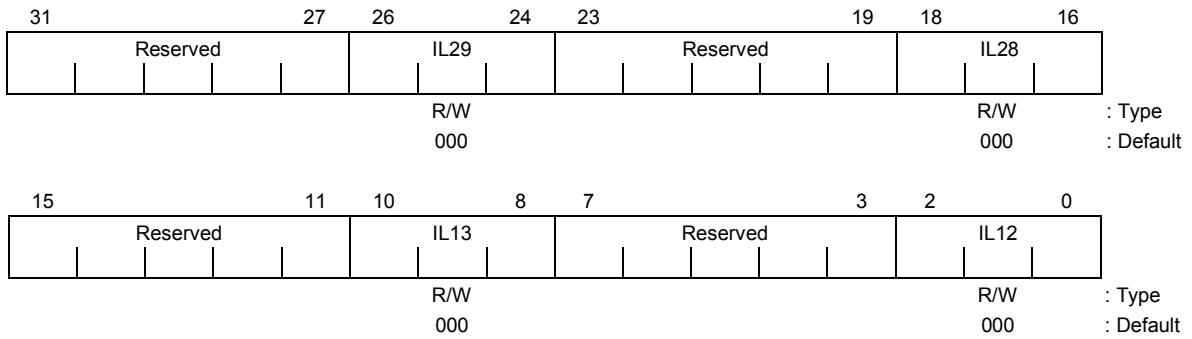 31 27 26 24 23 19 18 16
Reserved IL29 Reserved IL28
R/W R/W : Type
000 000 : Default
15 11 10 8 7 3 2 0
Reserved IL13 Reserved IL12
R/W R/W : Type
000 000 : Default